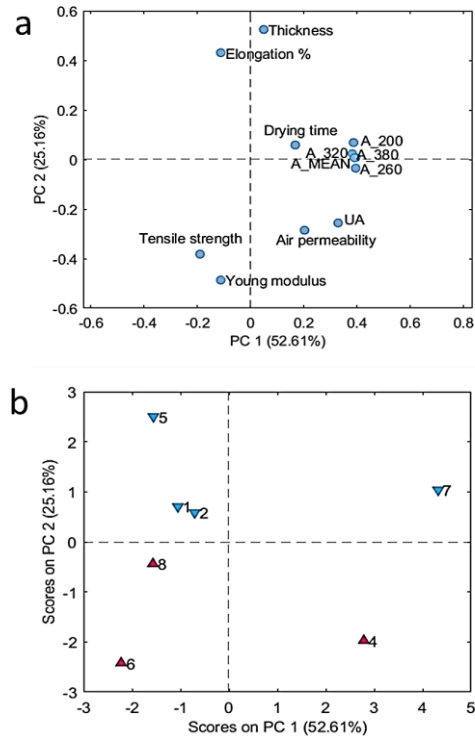 a
0.6
0.4
0.2
0
-0.2
-0.4
-0.6
PC 2 (25.16%)
Thickness
Elongation %
Drying time
A_200
A_320
A_380
A_MEAN
A_260
UA
Air permeability
Tensile strength
Young modulus
-0.6
-0.4
-0.2
0
0.2
0.4
0.6
0.8
PC 1 (52.61%)
b
3
2
1
0
-1
-2
-3
Scores on PC 2 (25.16%)
5
1
2
7
8
6
4
-3
-2
-1
0
1
2
3
4
5
Scores on PC 1 (52.61%)